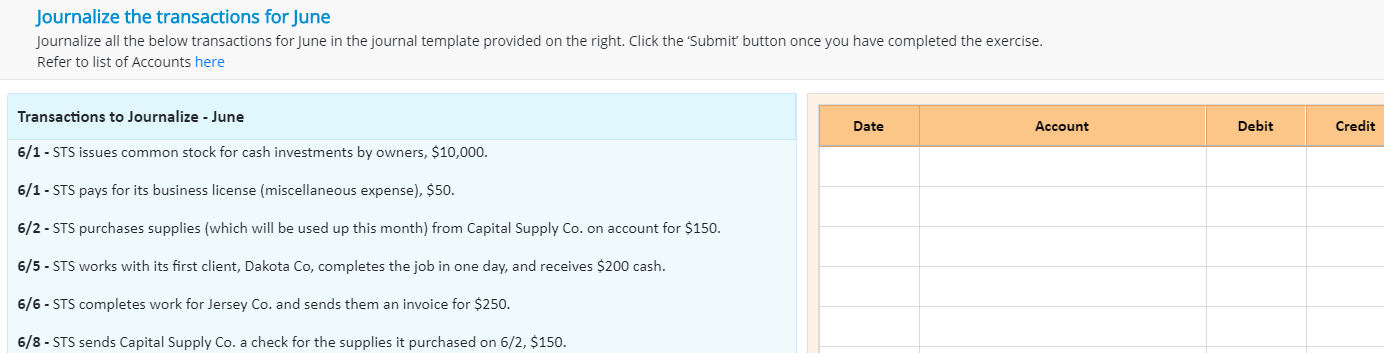 Journalize the transactions for June
Journalize all the below transactions for June in the journal template provided on the right. Click the ‘Submit’ button once you have completed the exercise.
Refer to list of Accounts here
Transactions to Journalize - June
6/1 - STS issues common stock for cash investments by owners, $10,000.
6/1 - STS pays for its business license (miscellaneous expense), $50.
6/2 - STS purchases supplies (which will be used up this month) from Capital Supply Co. on account for $150.
6/5 - STS works with its first client, Dakota Co, completes the job in one day, and receives $200 cash.
6/6 - STS completes work for Jersey Co. and sends them an invoice for $250.
6/8 - STS sends Capital Supply Co. a check for the supplies it purchased on 6/2, $150.
Date Account Debit Credit